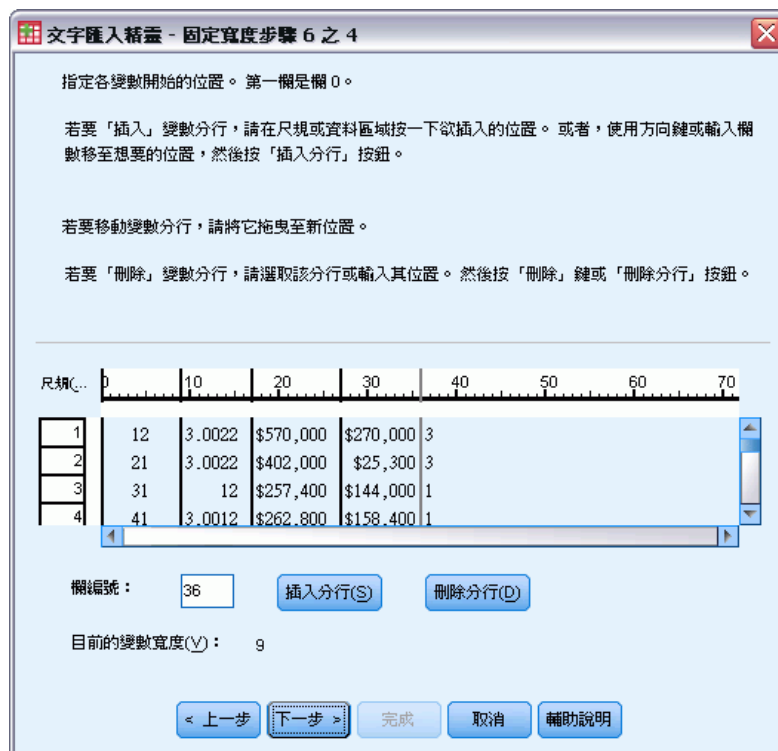 文字匯入精靈 - 固定寬度步驟 6 之 4
指定各變數開始的位置。 第一欄是欄 0。
若要「插入」變數分行，請在尺規或資料區域按一下欲插入的位置。 或者，使用方向鍵或輸入欄
數移至想要的位置，然後按「插入分行」按鈕。
若要移動變數分行，請將它拖曳至新位置。
若要「刪除」變數分行，請選取該分行或輸入其位置。 然後按「刪除」鍵或「刪除分行」按鈕。
尺規(... 0 10 20 30 40 50 60 70
1 12 3.0022 $570,000 $270,000 3
2 21 3.0022 $402,000 $25,300 3
3 31 12 $257,400 $144,000 1
4 41 3.0012 $262,800 $158,400 1
欄編號： 36 插入分行(S) 刪除分行(D)
目前的變數寬度(V)： 9
< 上一步 下一步 > 完成 取消 輔助說明